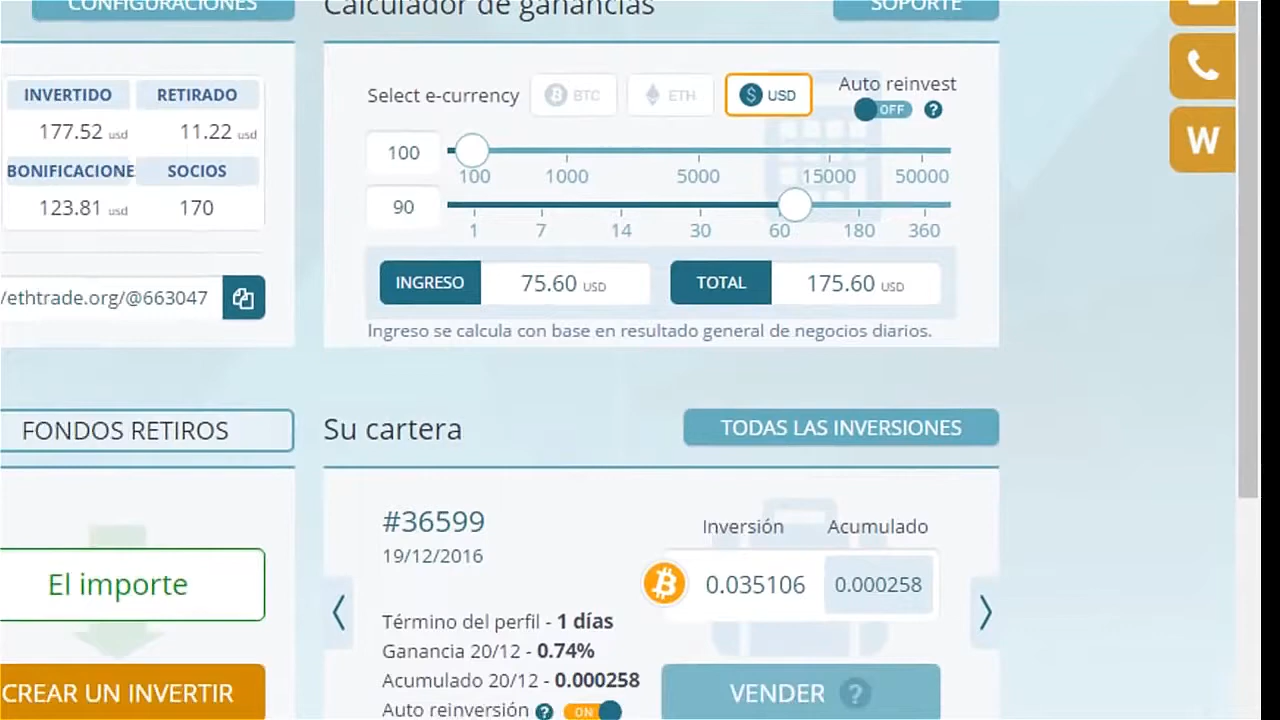 CONFIGURACIONES
Calculador de ganancias
SOPORTE
INVERTIDO RETIRADO
177.52 usd 11.22 usd
BONIFICACIONE SOCIOS
123.81 usd 170
/ethtrade.org/@663047
Select e-currency BTC ETH $ USD Auto reinvest
OFF ?
100
100 1000 5000 15000 50000
90
1 7 14 30 60 180 360
INGRESO 75.60 USD TOTAL 175.60 USD
Ingreso se calcula con base en resultado general de negocios diarios.
W
FONDOS RETIROS
El importe
CREAR UN INVERTIR
Su cartera
TODAS LAS INVERSIONES
#36599
19/12/2016
Inversión Acumulado
0.035106 0.000258
Término del perfil - 1 días
Ganancia 20/12 - 0.74%
Acumulado 20/12 - 0.000258
Auto reinversión ? ON
VENDER ?